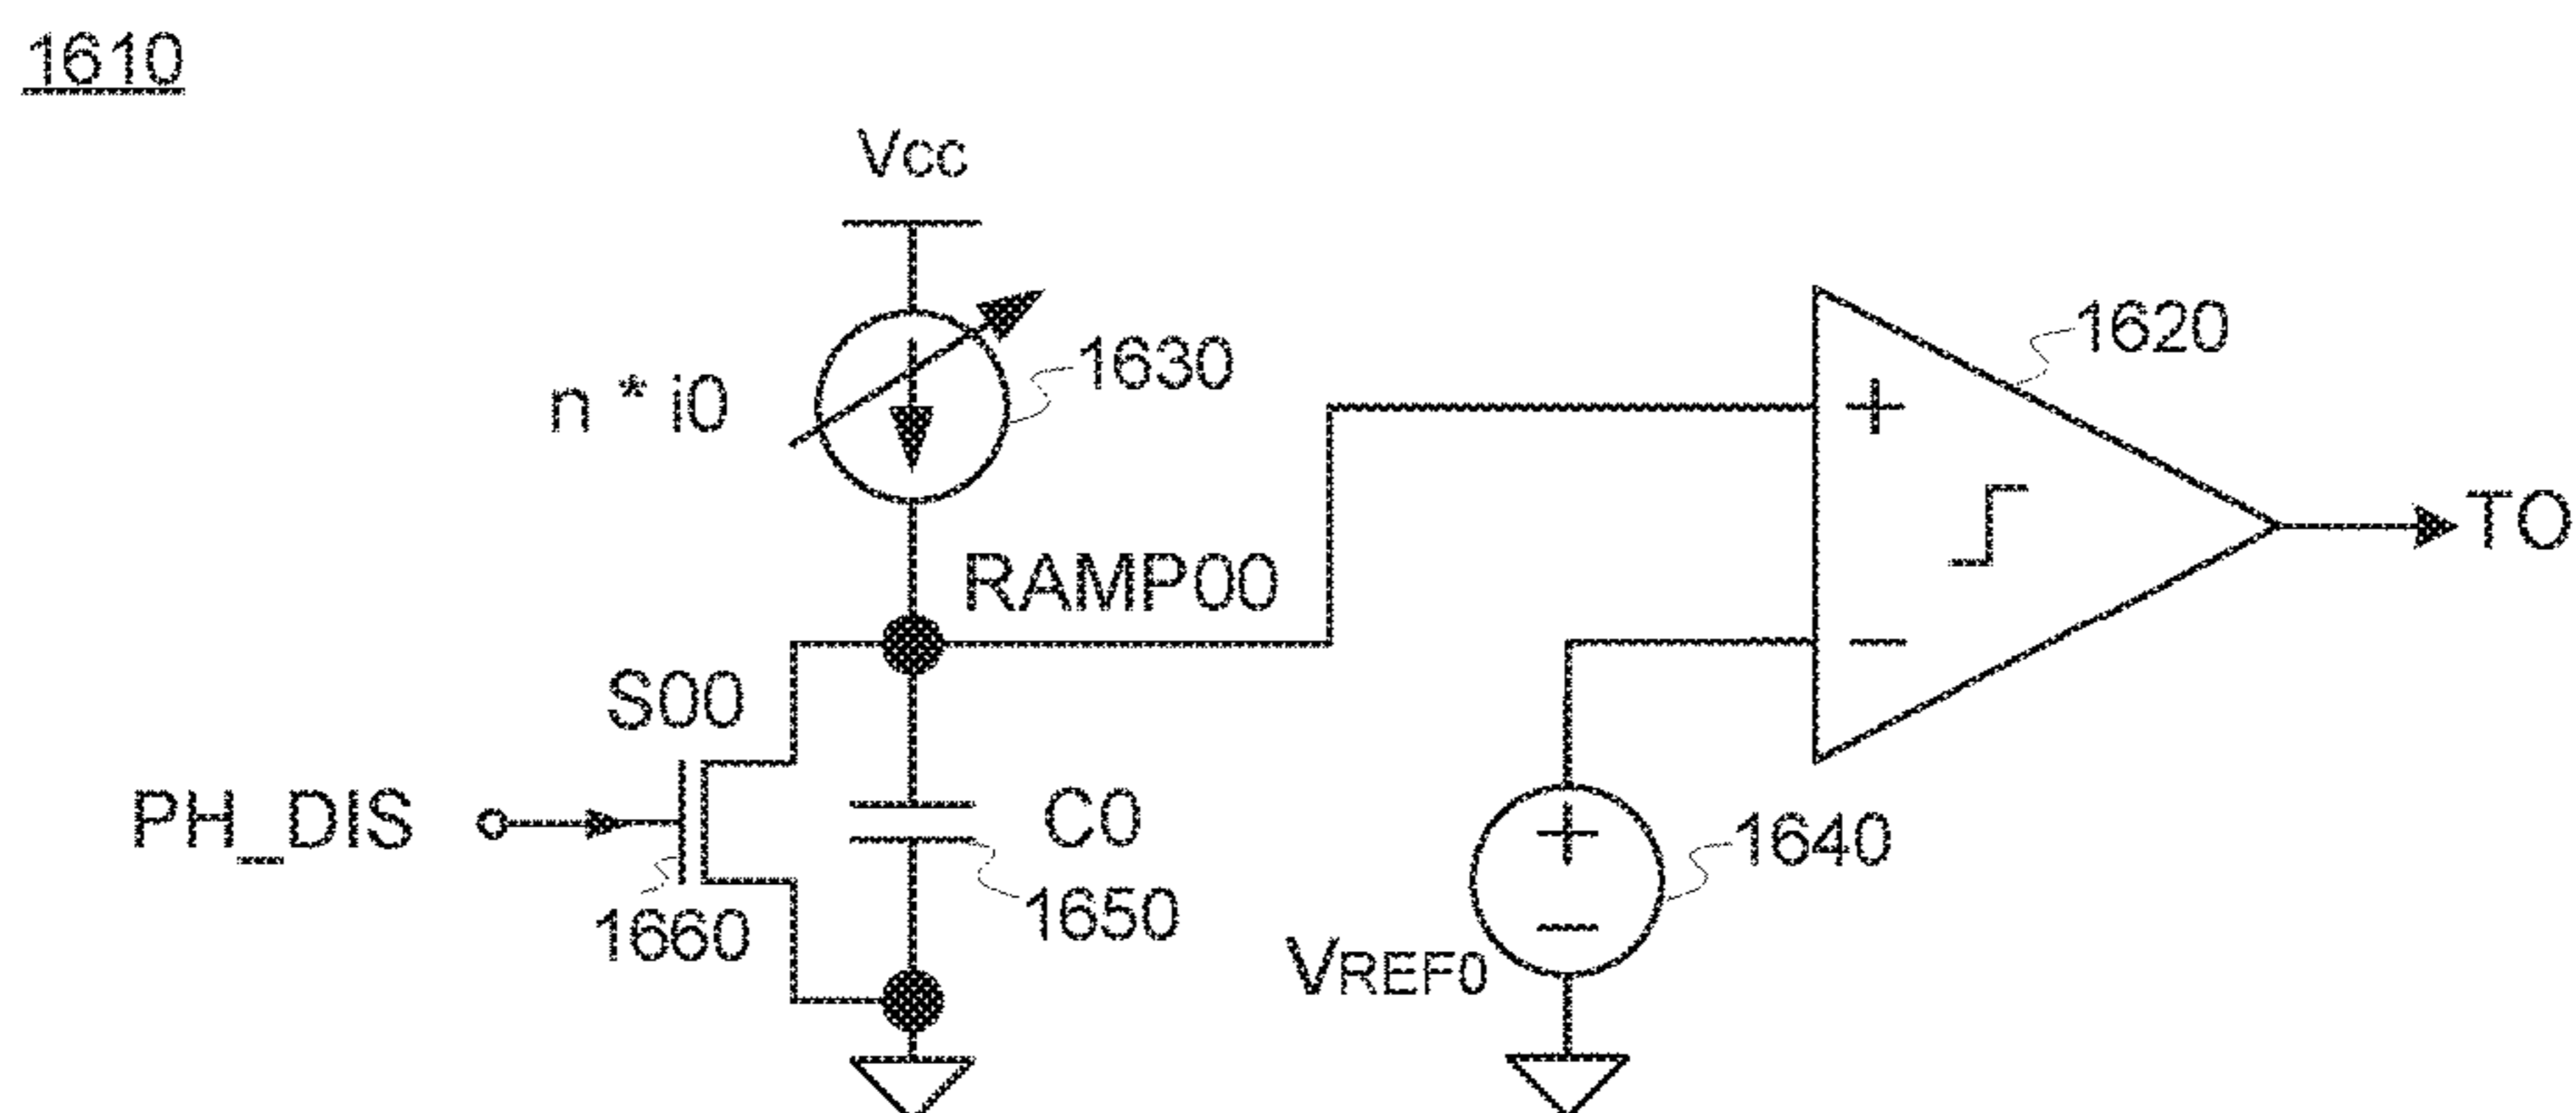 1610
Vcc
n * i0
1630
1620
TO
RAMP00
S00
PH_DIS
C0
1640
1660
1650
VREF0